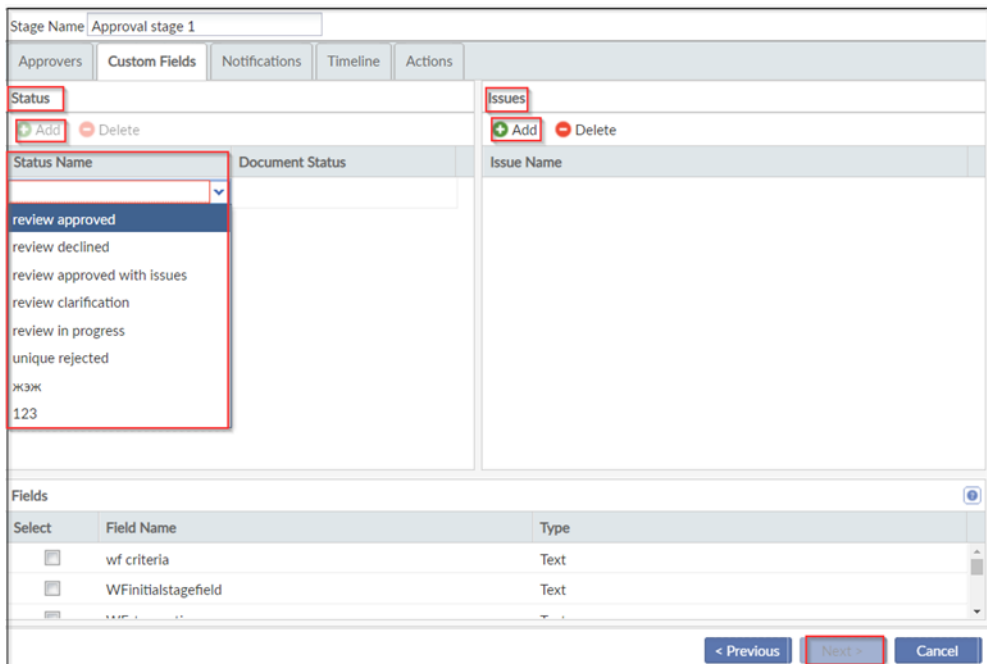 Stage Name Approval stage 1
Approvers Custom Fields Notifications Timeline Actions
Status
Add Delete
Status Name Document Status
review approved
review declined
review approved with issues
review clarification
review in progress
unique rejected
жэж
123
Issues
Add Delete
Issue Name
Fields
Select Field Name Type
wf criteria Text
WFinitialstagefield Text
< Previous Next > Cancel